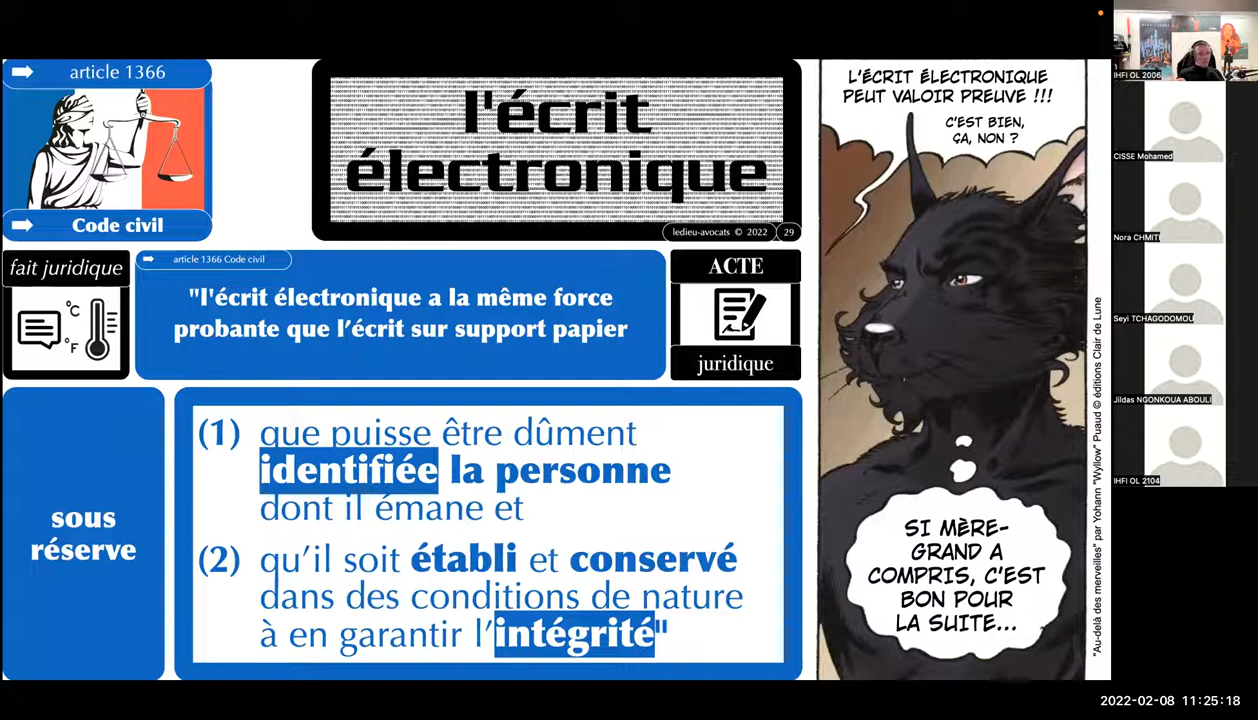 article 1366
Code civil
l'écrit
électronique
ledieu-avocats © 2022
29
fait juridique
°C
°F
article 1366 Code civil
"l'écrit électronique a la même force
probante que l'écrit sur support papier
ACTE
juridique
sous
réserve
(1) que puisse être dûment
identifiée la personne
dont il émane et
(2) qu'il soit établi et conservé
dans des conditions de nature
à en garantir l'intégrité"
L'ÉCRIT ÉLECTRONIQUE
PEUT VALOIR PREUVE !!!
C'EST BIEN,
ÇA, NON ?
SI MÈRE-
GRAND A
COMPRIS, C'EST
BON POUR
LA SUITE...
"Au-delà des merveilles" par Yohann "Wyllow" Puaud © éditions Clair de Lune
IHFI OL 2006
CISSE Mohamed
Nora CHMITI
Seyi TCHAGODOMOU
Jildas NGONKOUA ABOULI
IHFI OL 2104
2022-02-08 11:25:18